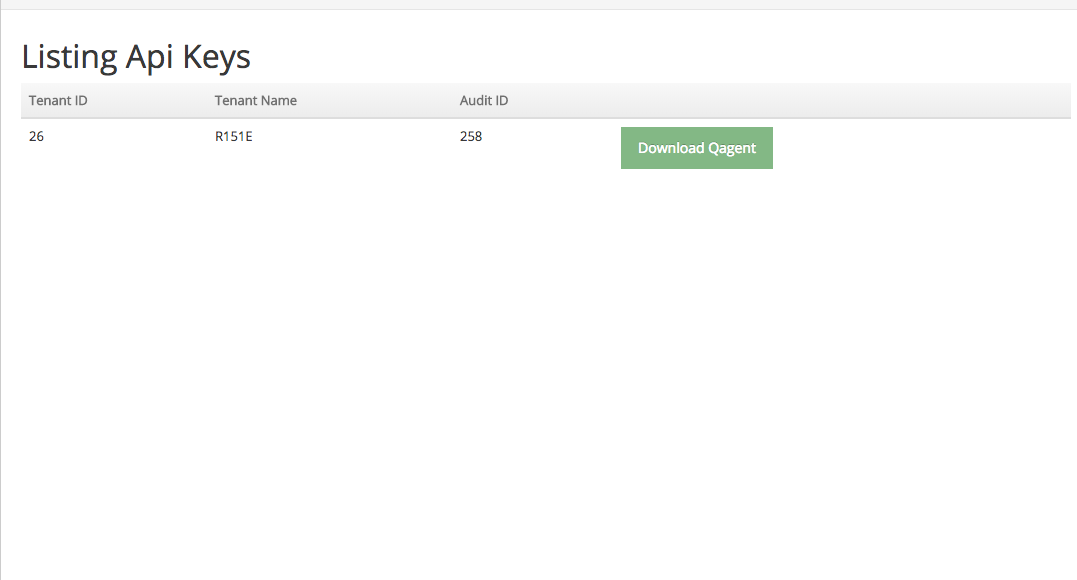 Listing Api Keys
Tenant ID Tenant Name Audit ID
26 R151E 258 Download Qagent